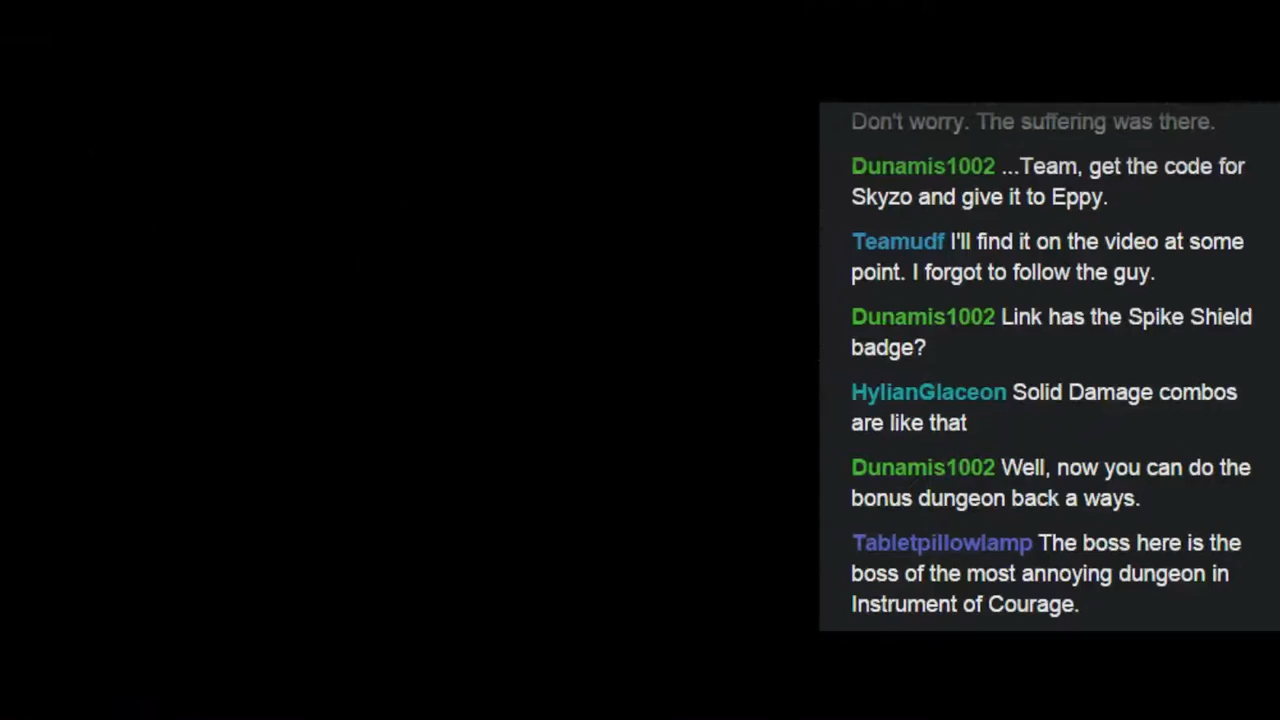 Don't worry. The suffering was there.
Dunamis1002 ...Team, get the code for
Skyzo and give it to Eppy.
Teamudf I'll find it on the video at some
point. I forgot to follow the guy.
Dunamis1002 Link has the Spike Shield
badge?
HylianGlaceon Solid Damage combos
are like that
Dunamis1002 Well, now you can do the
bonus dungeon back a ways.
Tabletpillowlamp The boss here is the
boss of the most annoying dungeon in
Instrument of Courage.